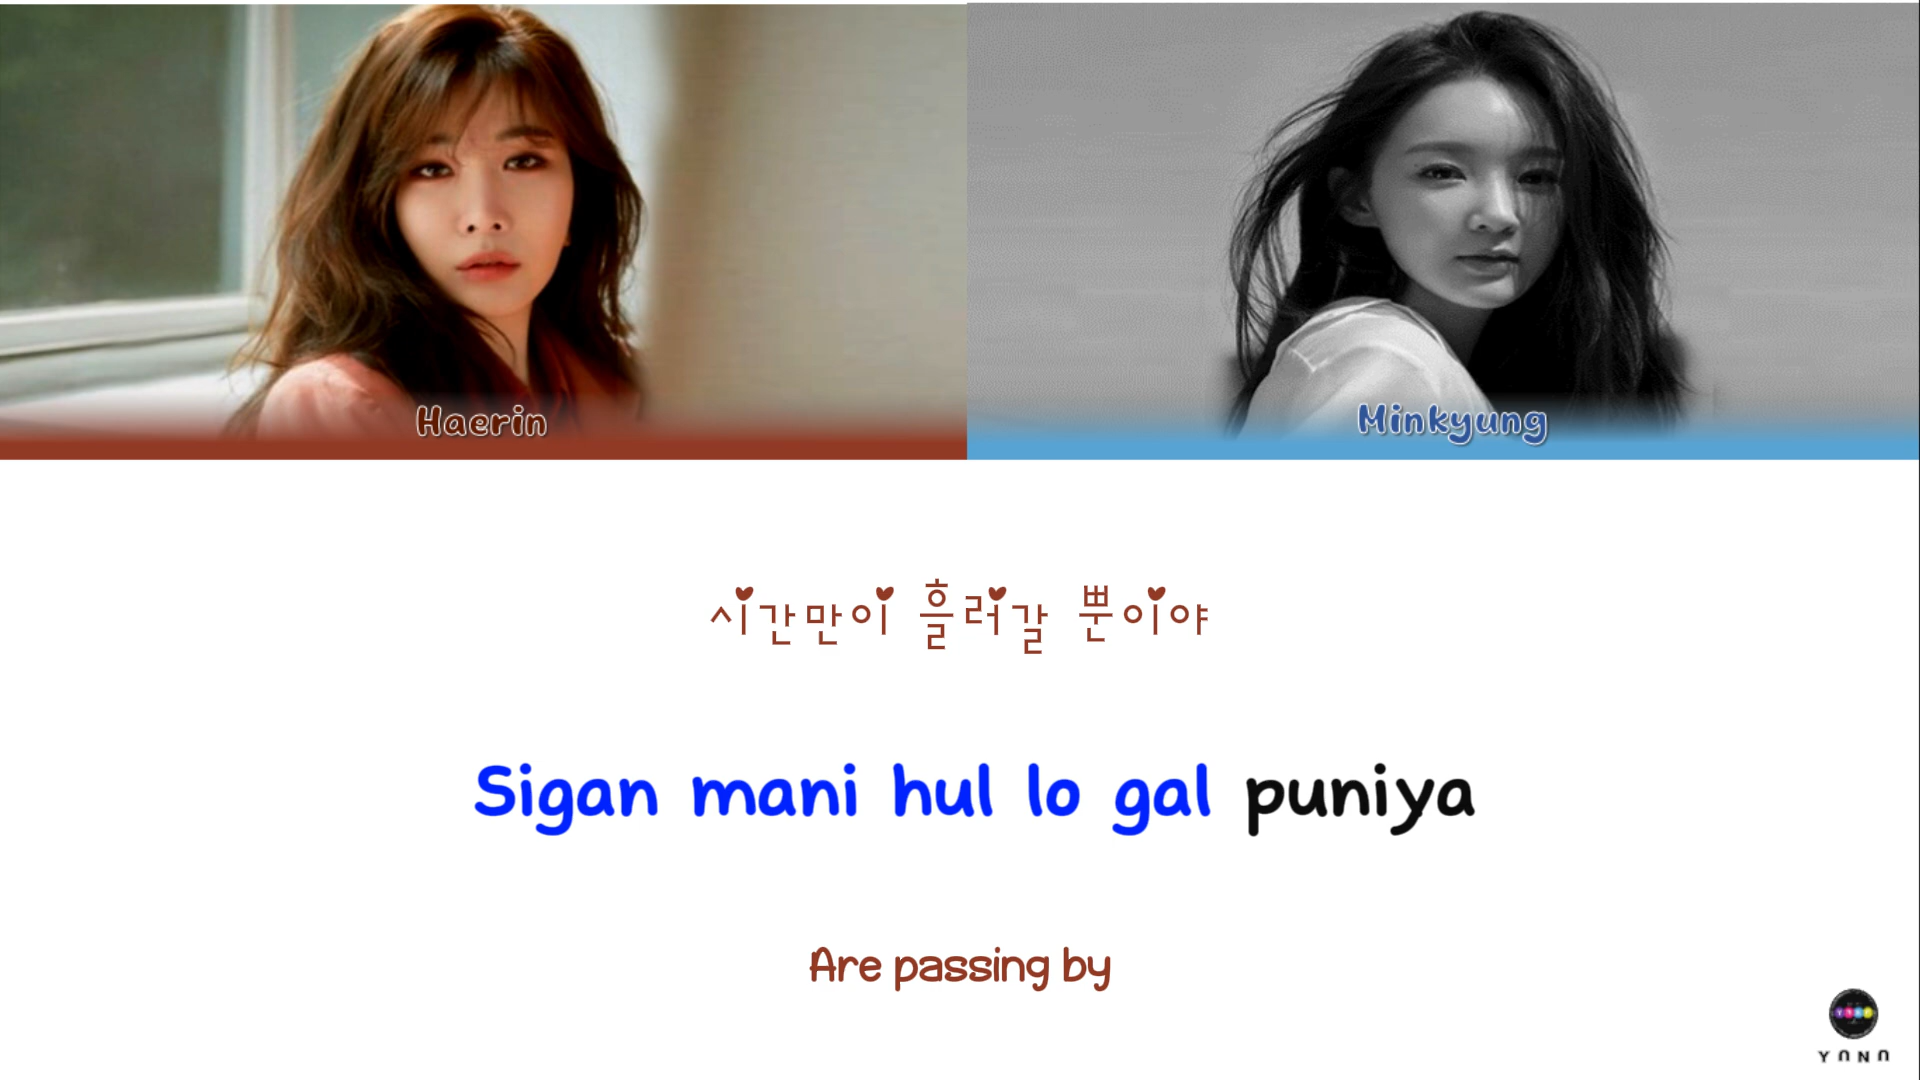 Haerin
Minkyung
시간만이 흘러갈 뿐이야
Sigan mani hul lo gal puniya
Are passing by
YANA